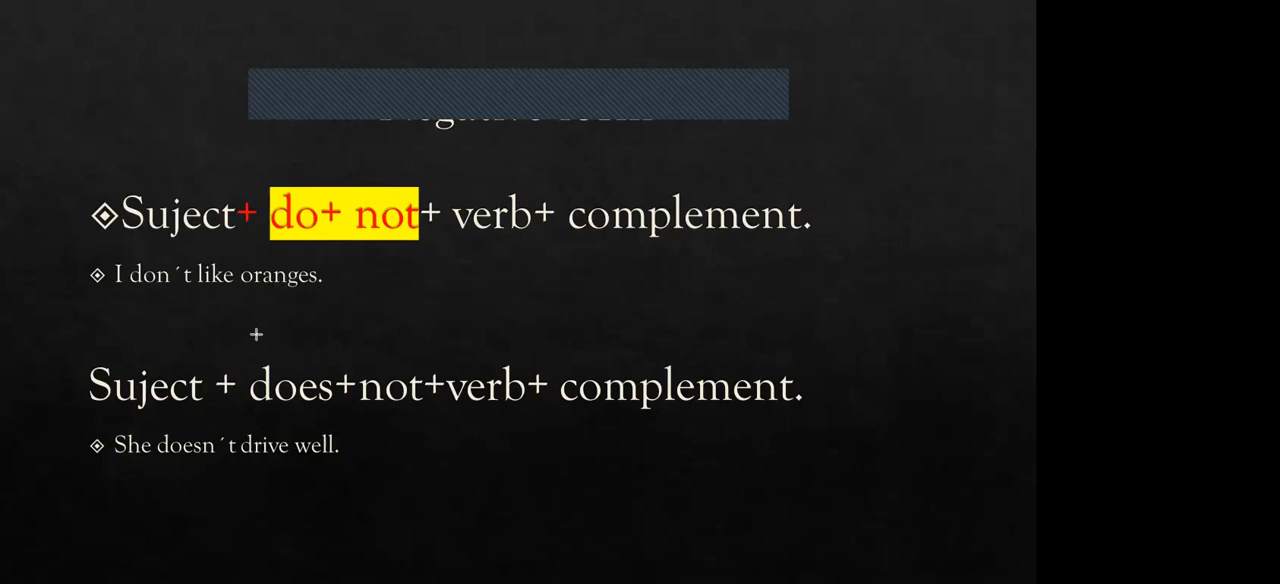 Suject+ do+ not+ verb+ complement.
I don´t like oranges.
Suject + does+not+verb+ complement.
She doesn´t drive well.